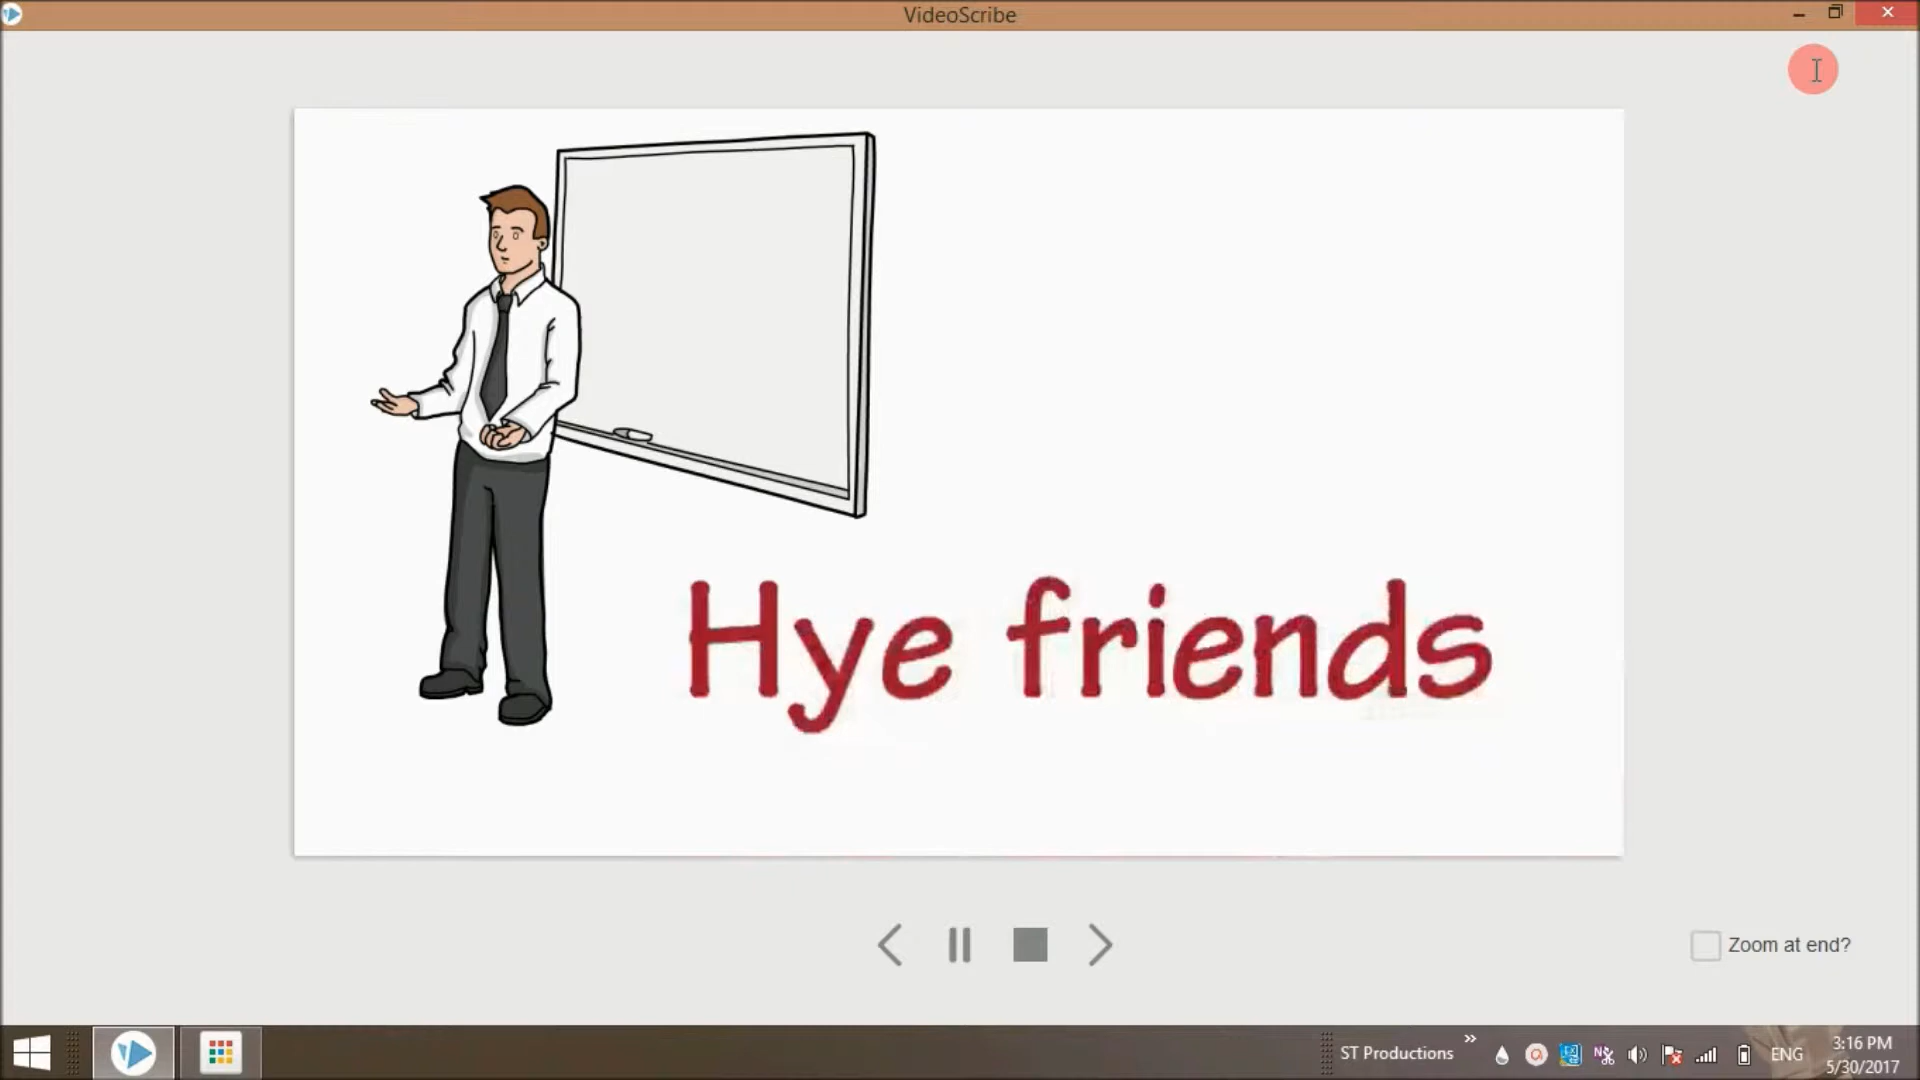 VideoScribe
Hye friends
Zoom at end?
ST Productions
ENG
3:16 PM
5/30/2017